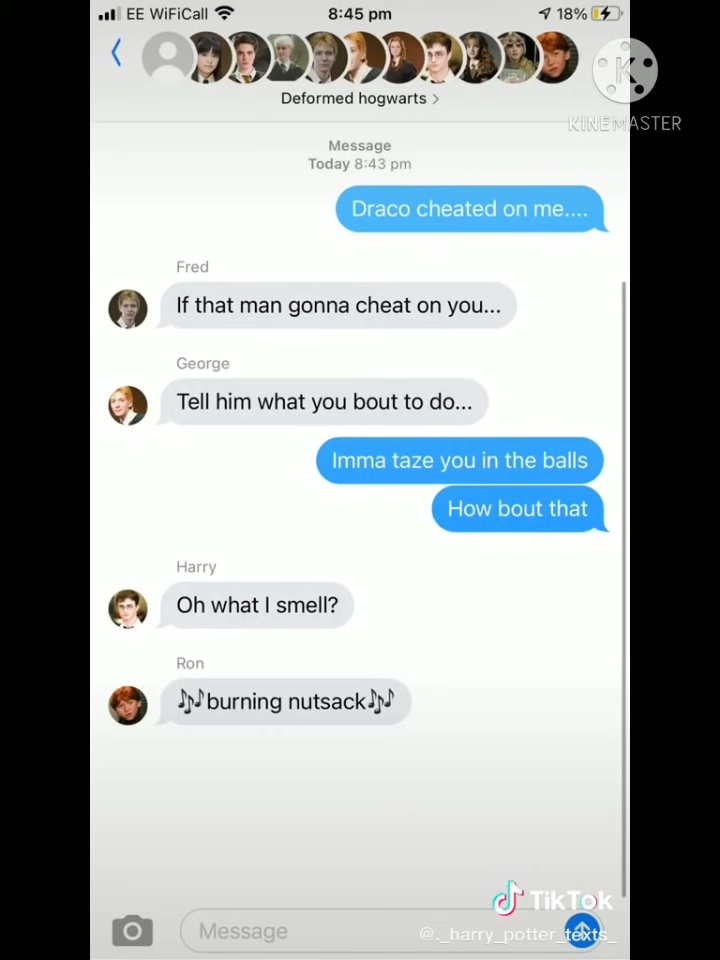 EE WiFiCall 8:45 pm 18%
K
KINEMASTER
Deformed hogwarts >
Message
Today 8:43 pm
Draco cheated on me....
Fred
If that man gonna cheat on you...
George
Tell him what you bout to do...
Imma taze you in the balls
How bout that
Harry
Oh what I smell?
Ron
🎶burning nutsack🎶
TikTok
Message
@._harry_potter_texts_